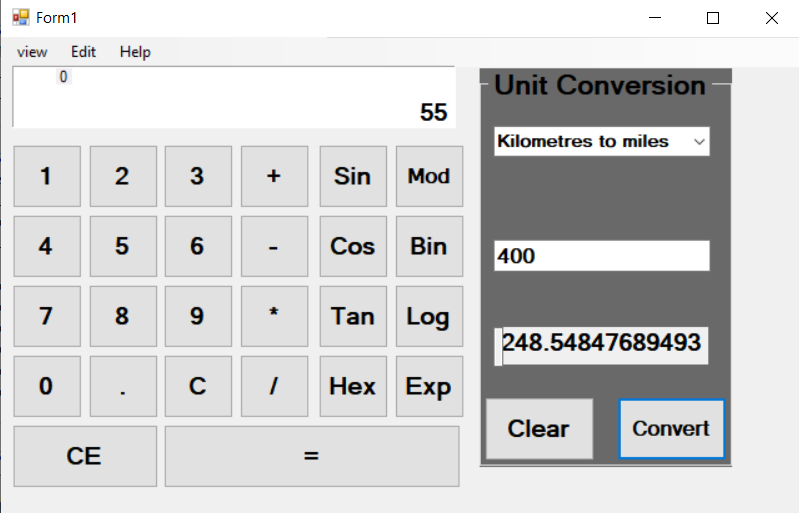 Form1
view Edit Help
0
55
1 2 3 + Sin Mod
4 5 6 - Cos Bin
7 8 9 * Tan Log
0 . C / Hex Exp
CE =
Unit Conversion
Kilometres to miles
400
248.54847689493
Clear Convert